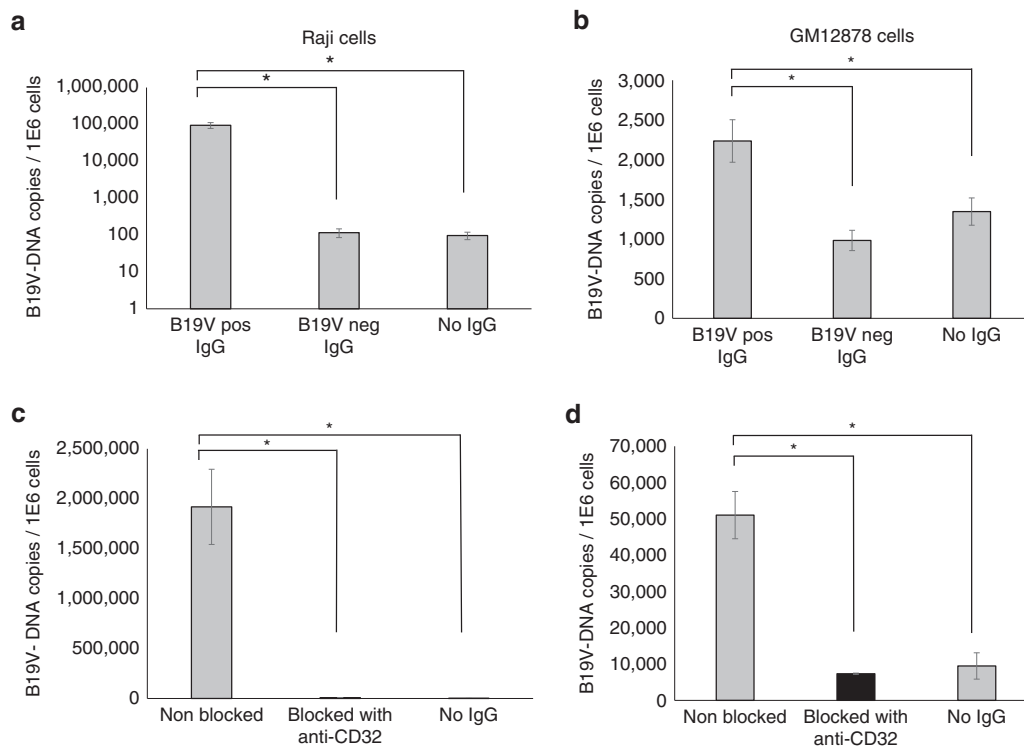 a
Raji cells
B19V-DNA copies / 1E6 cells
1,000,000
100,000
10,000
1,000
100
10
1
*
*
B19V pos
IgG
B19V neg
IgG
No IgG
b
GM12878 cells
B19V-DNA copies / 1E6 cells
3,000
2,500
2,000
1,500
1,000
500
0
*
*
B19V pos
IgG
B19V neg
IgG
No IgG
c
B19V- DNA copies / 1E6 cells
2,500,000
2,000,000
1,500,000
1,000,000
500,000
0
*
*
Non blocked
Blocked with
anti-CD32
No IgG
d
B19V-DNA copies / 1E6 cells
70,000
60,000
50,000
40,000
30,000
20,000
10,000
0
*
*
Non blocked
Blocked with
anti-CD32
No IgG